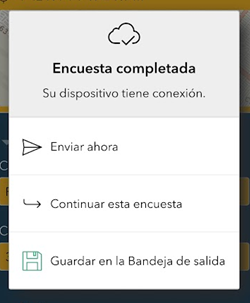 Encuesta completada
Su dispositivo tiene conexión.
Enviar ahora
Continuar esta encuesta
Guardar en la Bandeja de salida